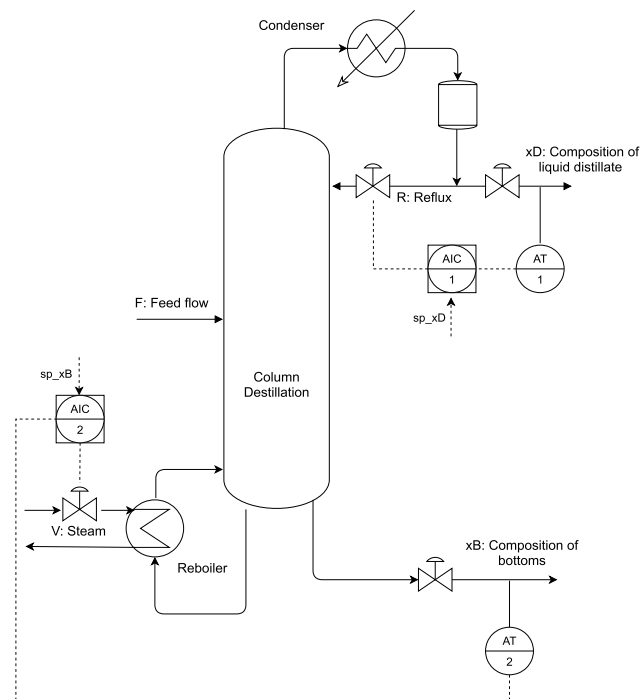 Condenser
xD: Composition of
liquid distillate
R: Reflux
AIC
1
AT
1
F: Feed flow
sp_xD
sp_xB
Column
Destillation
AIC
2
V: Steam
Reboiler
xB: Composition of
bottoms
AT
2